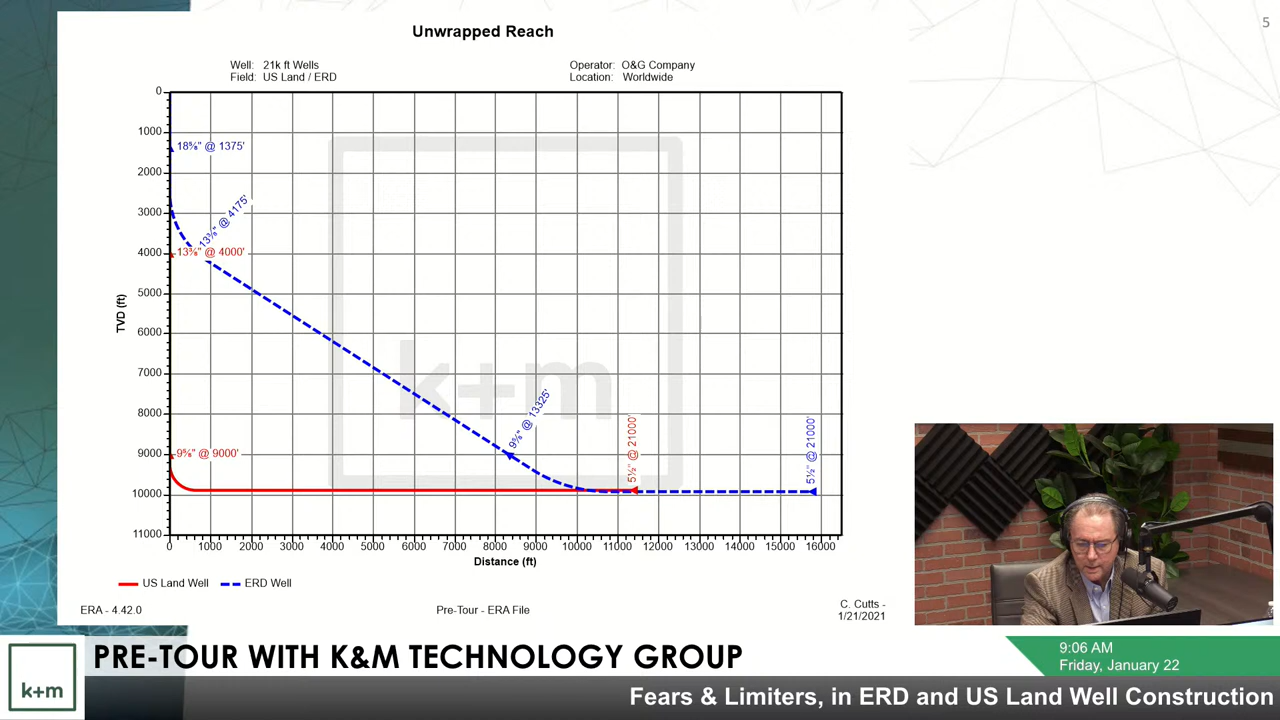 5
Unwrapped Reach
Well: 21k ft Wells
Field: US Land / ERD
Operator: O&G Company
Location: Worldwide
TVD (ft)
0
1000
2000
3000
4000
5000
6000
7000
8000
9000
10000
11000
18⅝" @ 1375'
13⅜" @ 4175'
13⅜" @ 4000'
9⅝" @ 9000'
9⅝" @ 13325'
5½" @ 21000'
5½" @ 21000'
k+m
0 1000 2000 3000 4000 5000 6000 7000 8000 9000 10000 11000 12000 13000 14000 15000 16000
Distance (ft)
US Land Well ERD Well
ERA - 4.42.0
Pre-Tour - ERA File
C. Cutts -
1/21/2021
k+m
PRE-TOUR WITH K&M TECHNOLOGY GROUP
9:06 AM
Friday, January 22
Fears & Limiters, in ERD and US Land Well Construction